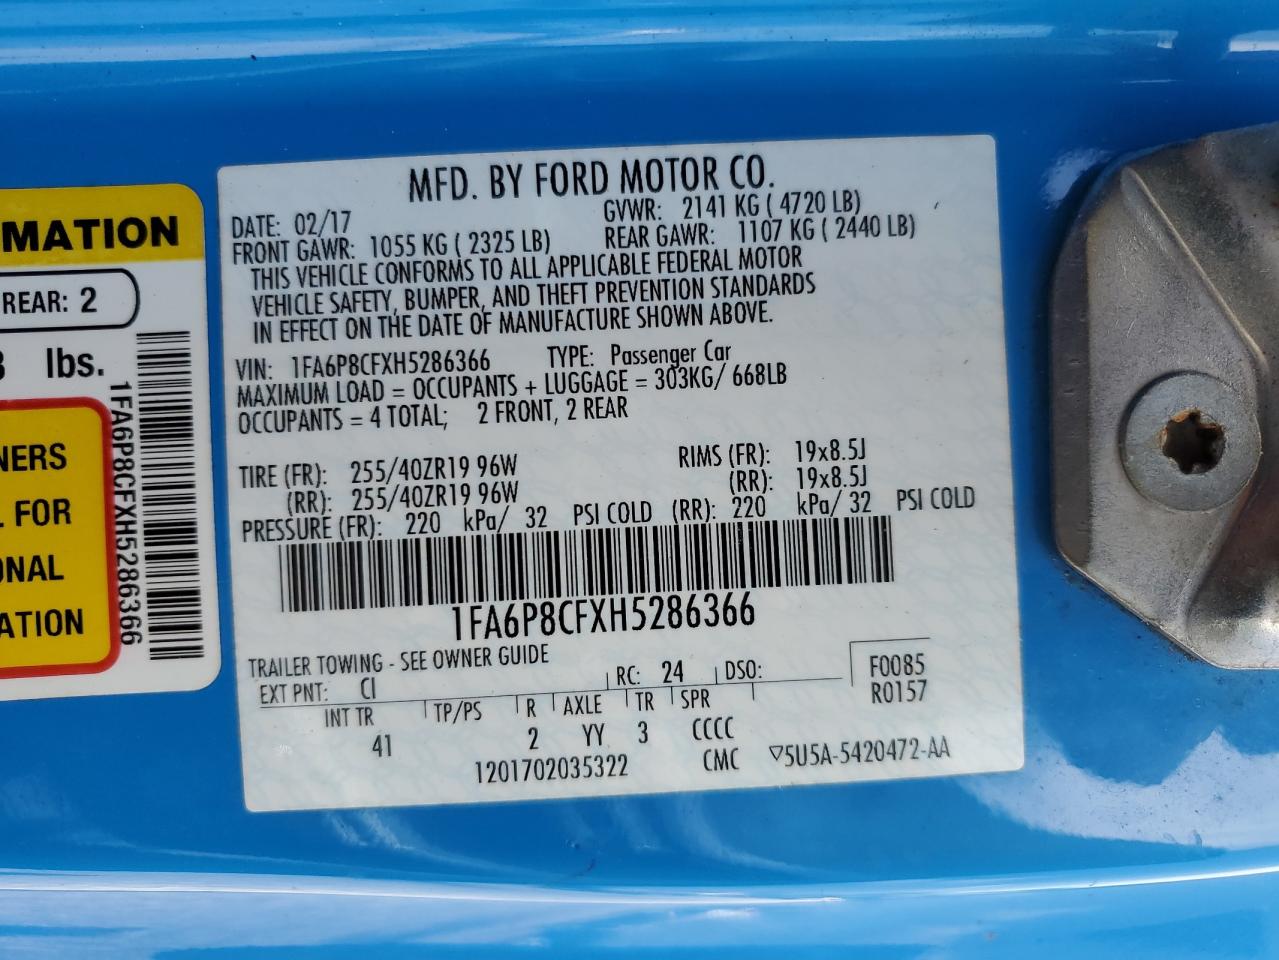 MATION
REAR: 2
lbs.
1FA6P8CFXH5286366
NERS
FOR
ONAL
ATION
MFD. BY FORD MOTOR CO.
DATE: 02/17 GVWR: 2141 KG ( 4720 LB)
FRONT GAWR: 1055 KG ( 2325 LB) REAR GAWR: 1107 KG ( 2440 LB)
THIS VEHICLE CONFORMS TO ALL APPLICABLE FEDERAL MOTOR
VEHICLE SAFETY, BUMPER, AND THEFT PREVENTION STANDARDS
IN EFFECT ON THE DATE OF MANUFACTURE SHOWN ABOVE.
VIN: 1FA6P8CFXH5286366 TYPE: Passenger Car
MAXIMUM LOAD = OCCUPANTS + LUGGAGE = 303KG/ 668LB
OCCUPANTS = 4 TOTAL; 2 FRONT, 2 REAR
TIRE (FR): 255/40ZR19 96W RIMS (FR): 19x8.5J
(RR): 255/40ZR19 96W (RR): 19x8.5J
PRESSURE (FR): 220 kPa/ 32 PSI COLD (RR): 220 kPa/ 32 PSI COLD
1FA6P8CFXH5286366
TRAILER TOWING - SEE OWNER GUIDE
EXT PNT: CI RC: 24 DSO: F0085
R0157
INT TR TP/PS R AXLE TR SPR
41 2 YY 3 CCCC
1201702035322 CMC ▽5U5A-5420472-AA